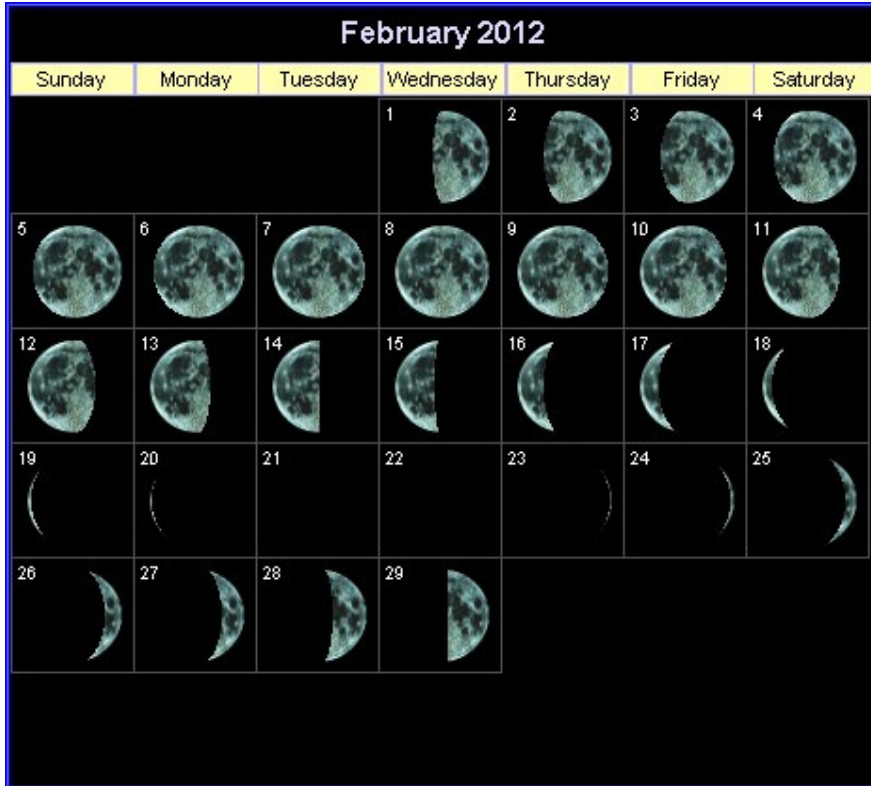 February 2012
Sunday Monday Tuesday Wednesday Thursday Friday Saturday
1 2 3 4
5 6 7 8 9 10 11
12 13 14 15 16 17 18
19 20 21 22 23 24 25
26 27 28 29